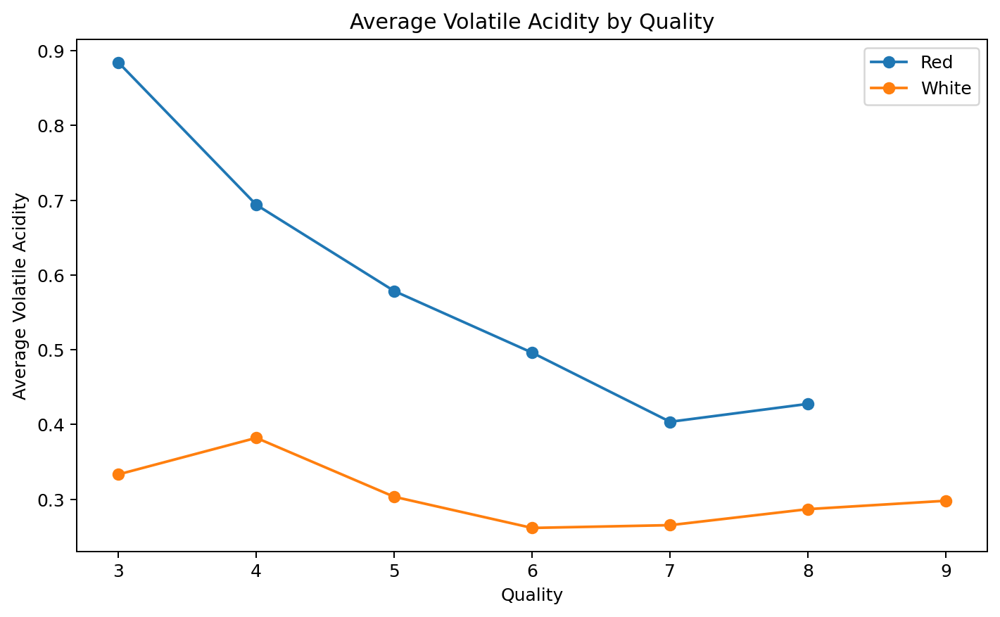 Average Volatile Acidity by Quality
Red
White
0.9
0.8
0.7
0.6
0.5
0.4
0.3
Average Volatile Acidity
3 4 5 6 7 8 9
Quality